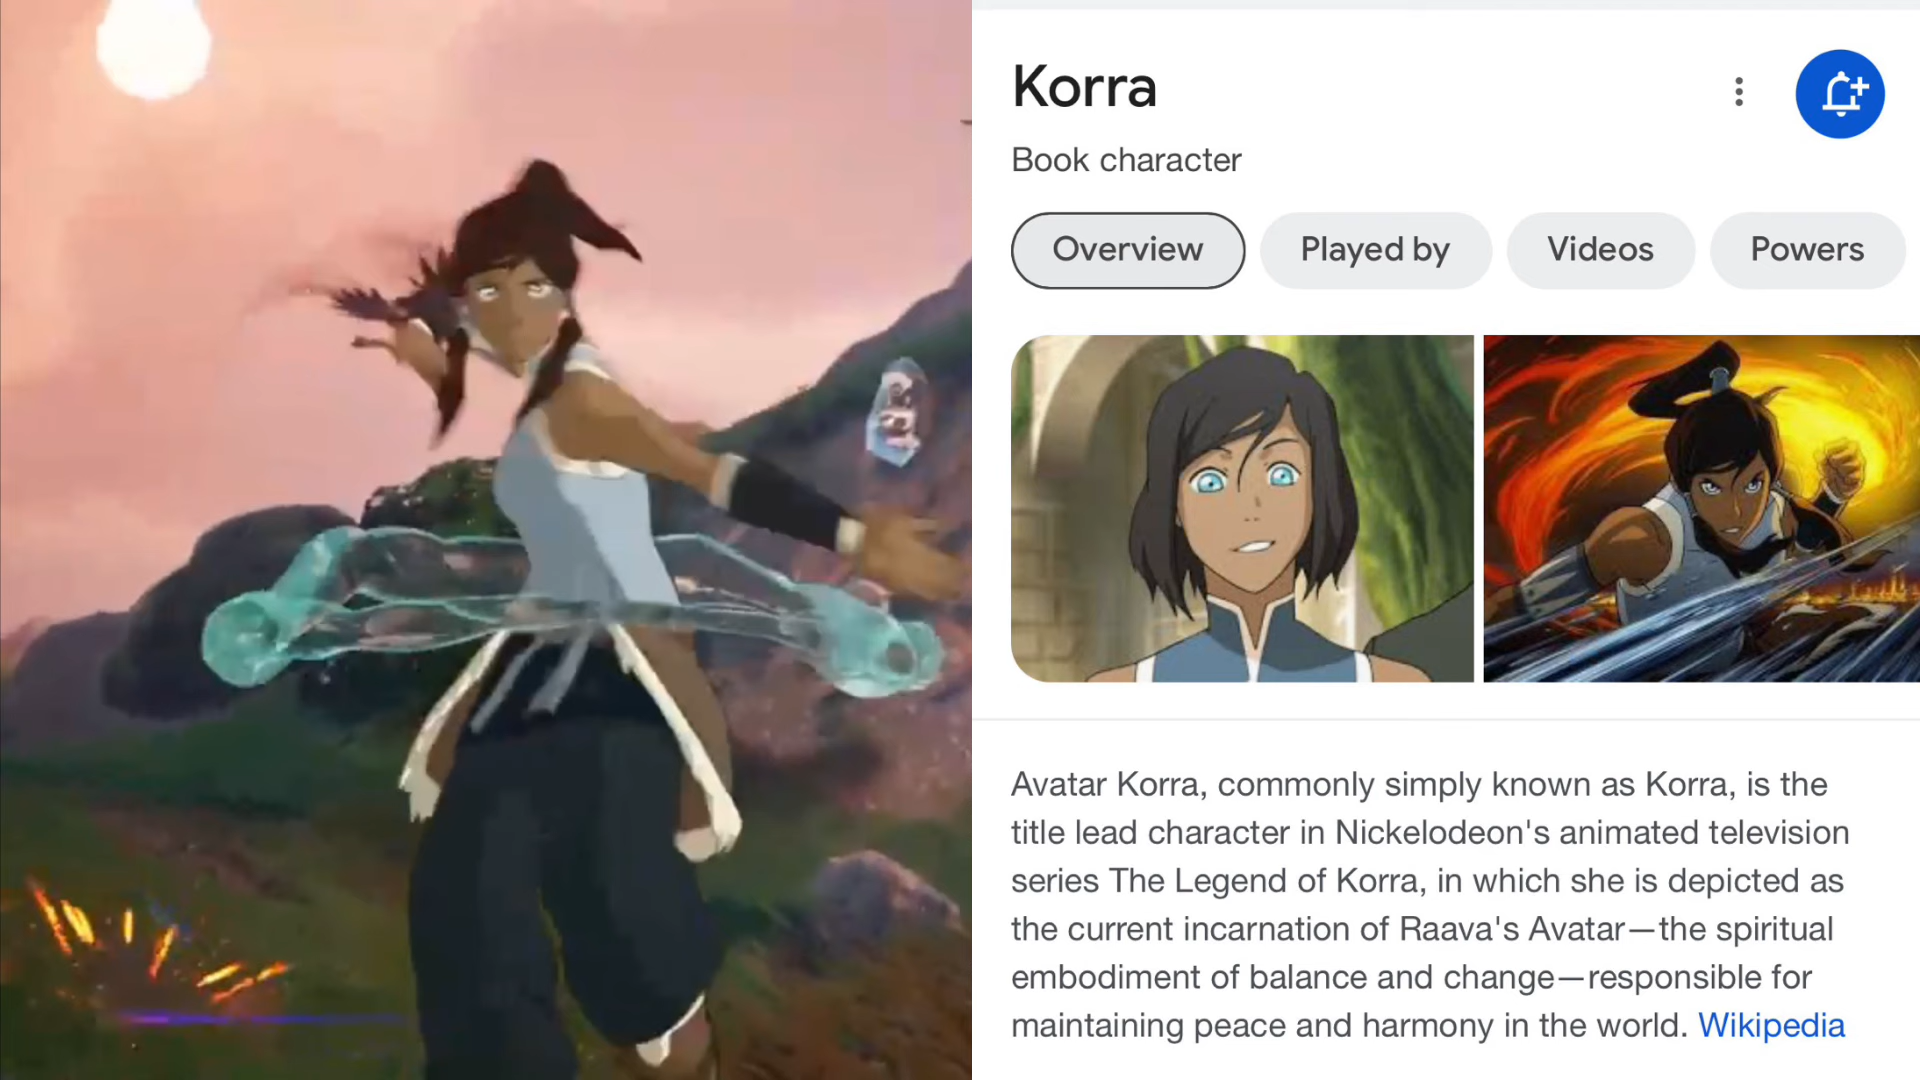 Korra
Book character
Overview
Played by
Videos
Powers
Avatar Korra, commonly simply known as Korra, is the
title lead character in Nickelodeon's animated television
series The Legend of Korra, in which she is depicted as
the current incarnation of Raava's Avatar—the spiritual
embodiment of balance and change—responsible for
maintaining peace and harmony in the world. Wikipedia